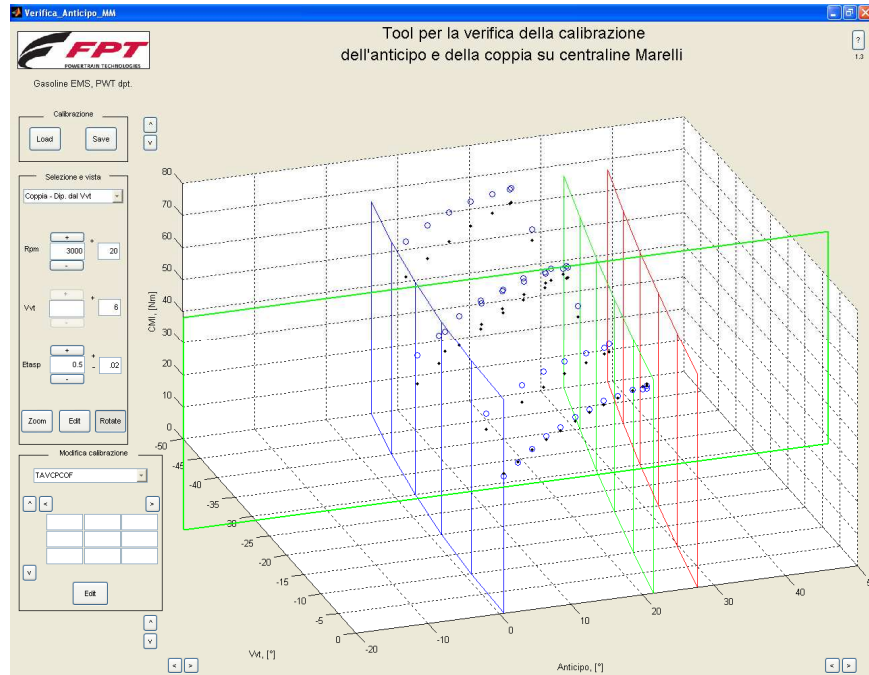 Verifica_Anticipo_MM
FPT
POWERTRAIN TECHNOLOGIES
Gasoline EMS, PWT dpt.
Tool per la verifica della calibrazione
dell'anticipo e della coppia su centraline Marelli
?
1.3
Calibrazione
Load
Save
^
v
Selezione e vista
Coppia - Dip. dal Vvt
+
Rpm
3000
+
20
-
+
Vvt
+
6
-
+
Etasp
0.5
+
-
.02
-
Zoom
Edit
Rotate
Modifica calibrazione
TAVCPCOF
^
<
>
v
Edit
^
v
<
>
<
>
CMI, [Nm]
80
70
60
50
40
30
20
10
0
-50
-45
-40
-35
-30
-25
-20
-15
-10
-5
0
Vvt, [°]
-20
-10
0
10
20
30
40
5
Anticipo, [°]